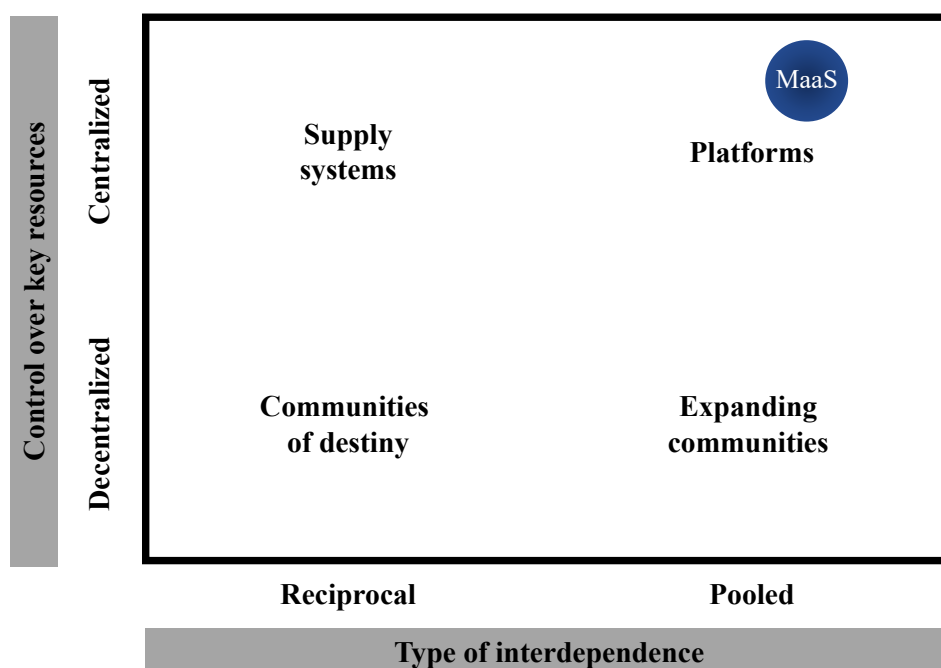 Control over key resources
Centralized
Decentralized
MaaS
Supply
systems
Platforms
Communities
of destiny
Expanding
communities
Reciprocal
Pooled
Type of interdependence